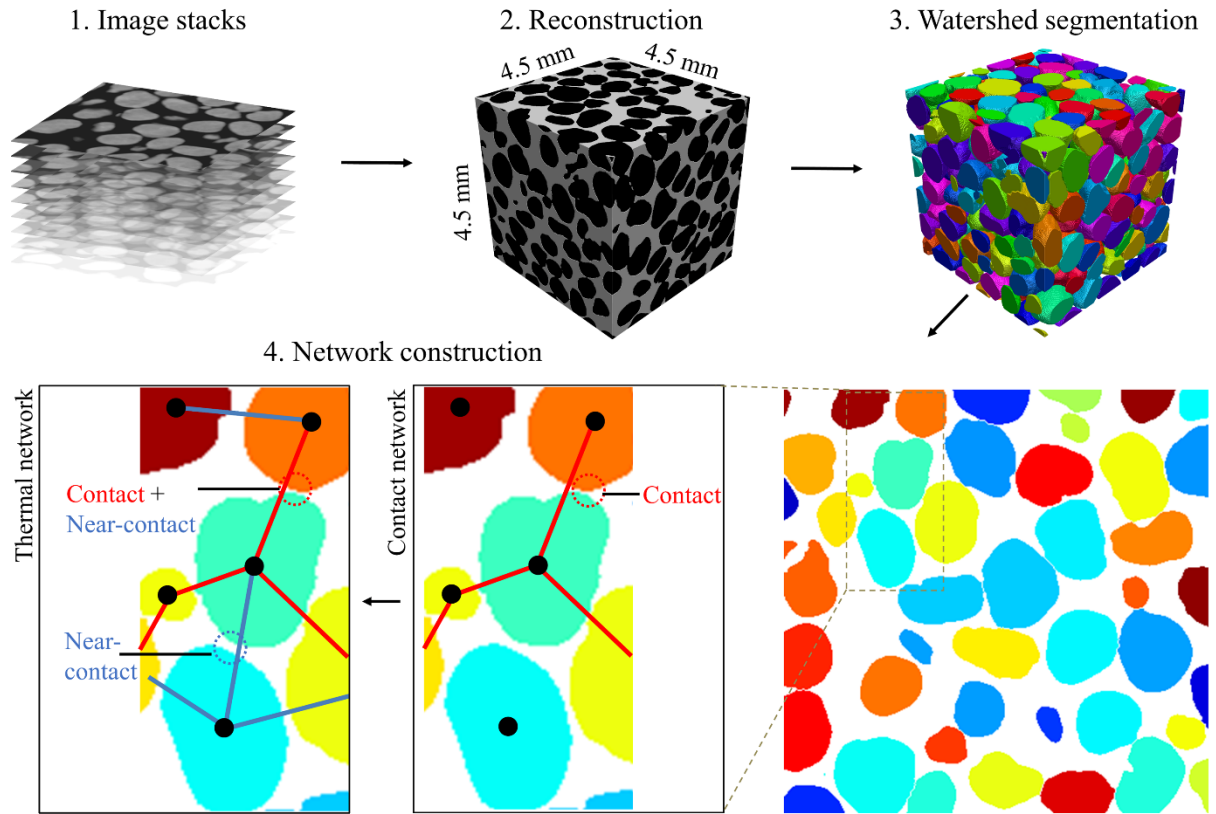 1. Image stacks
2. Reconstruction
3. Watershed segmentation
4.5 mm
4.5 mm
4.5 mm
4. Network construction
Thermal network
Contact +
Near-contact
Near-
contact
Contact network
Contact